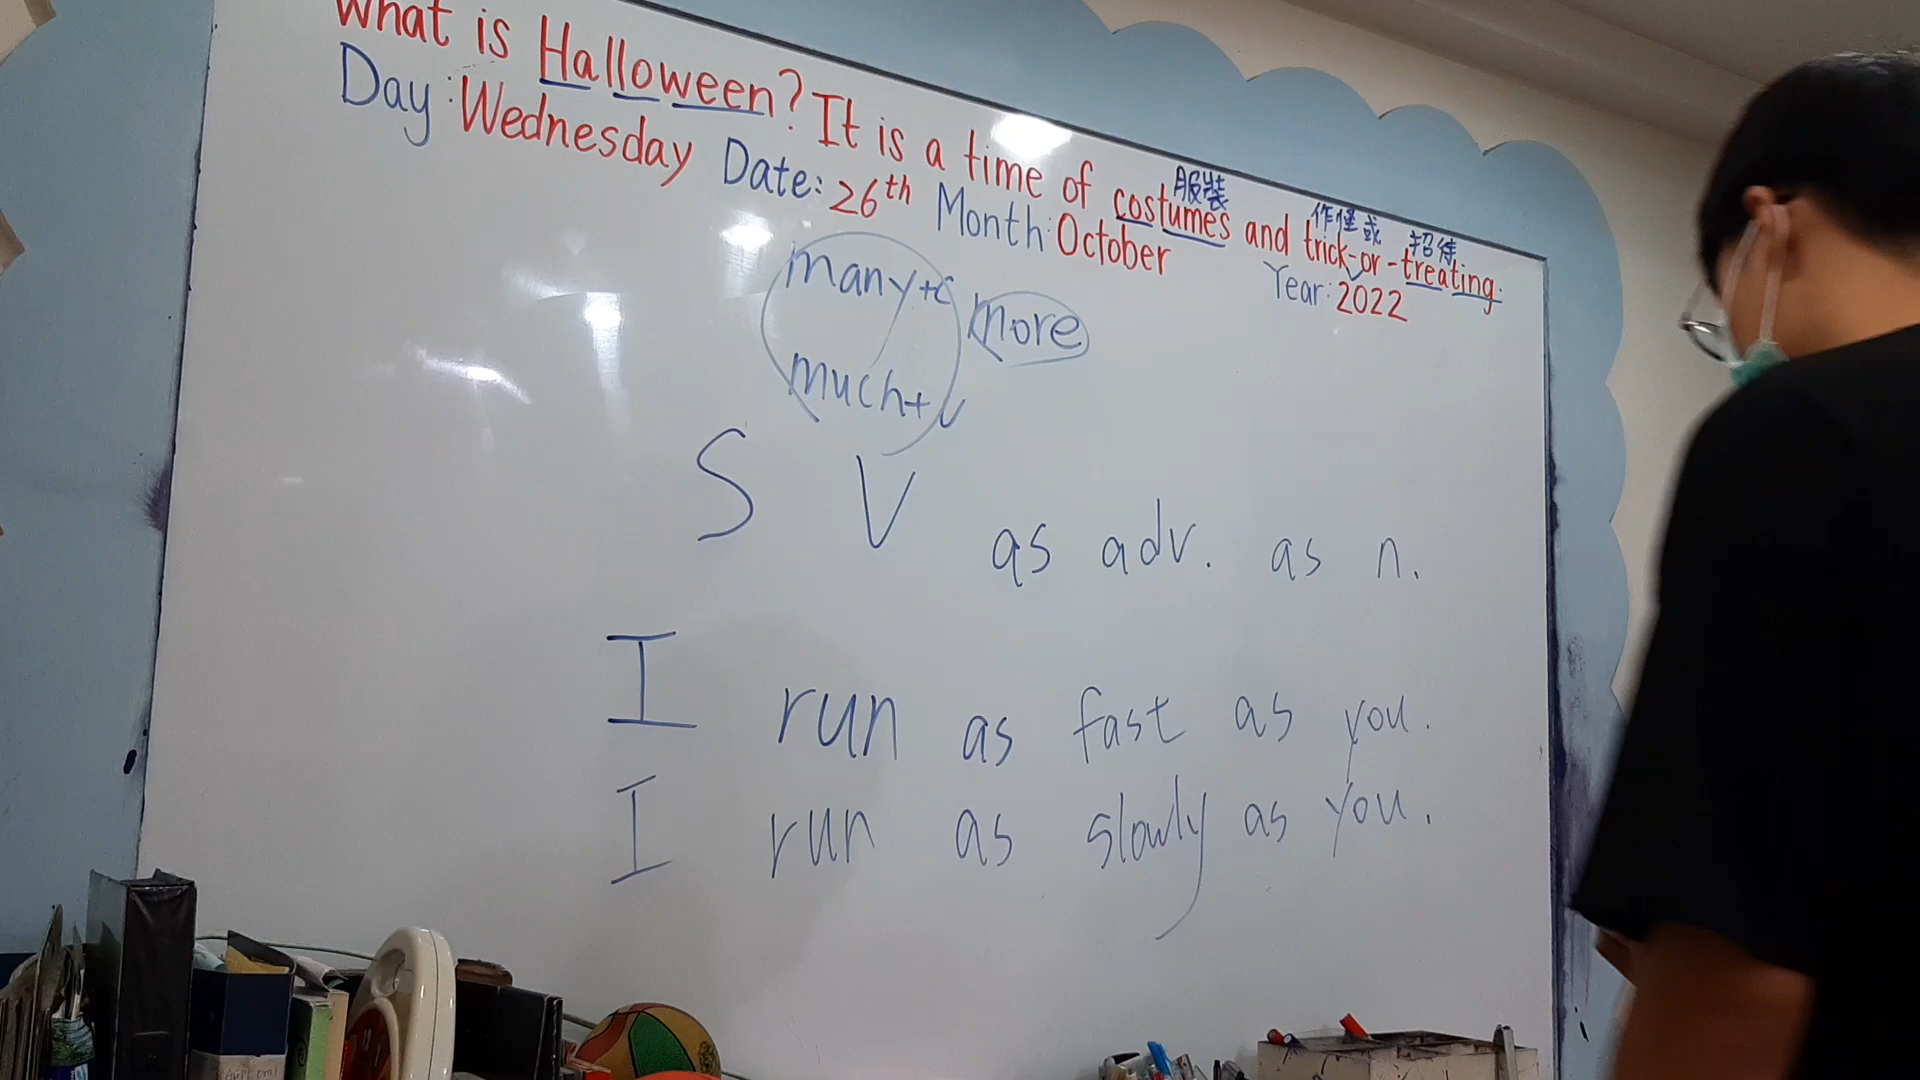 What is Halloween? It is a time of costumes and trick-or-treating.
服裝 作怪或 招待
Day: Wednesday Date: 26th Month: October Year: 2022
many+C more
much+U
S V as adv. as n.
I run as fast as you.
I run as slowly as you.